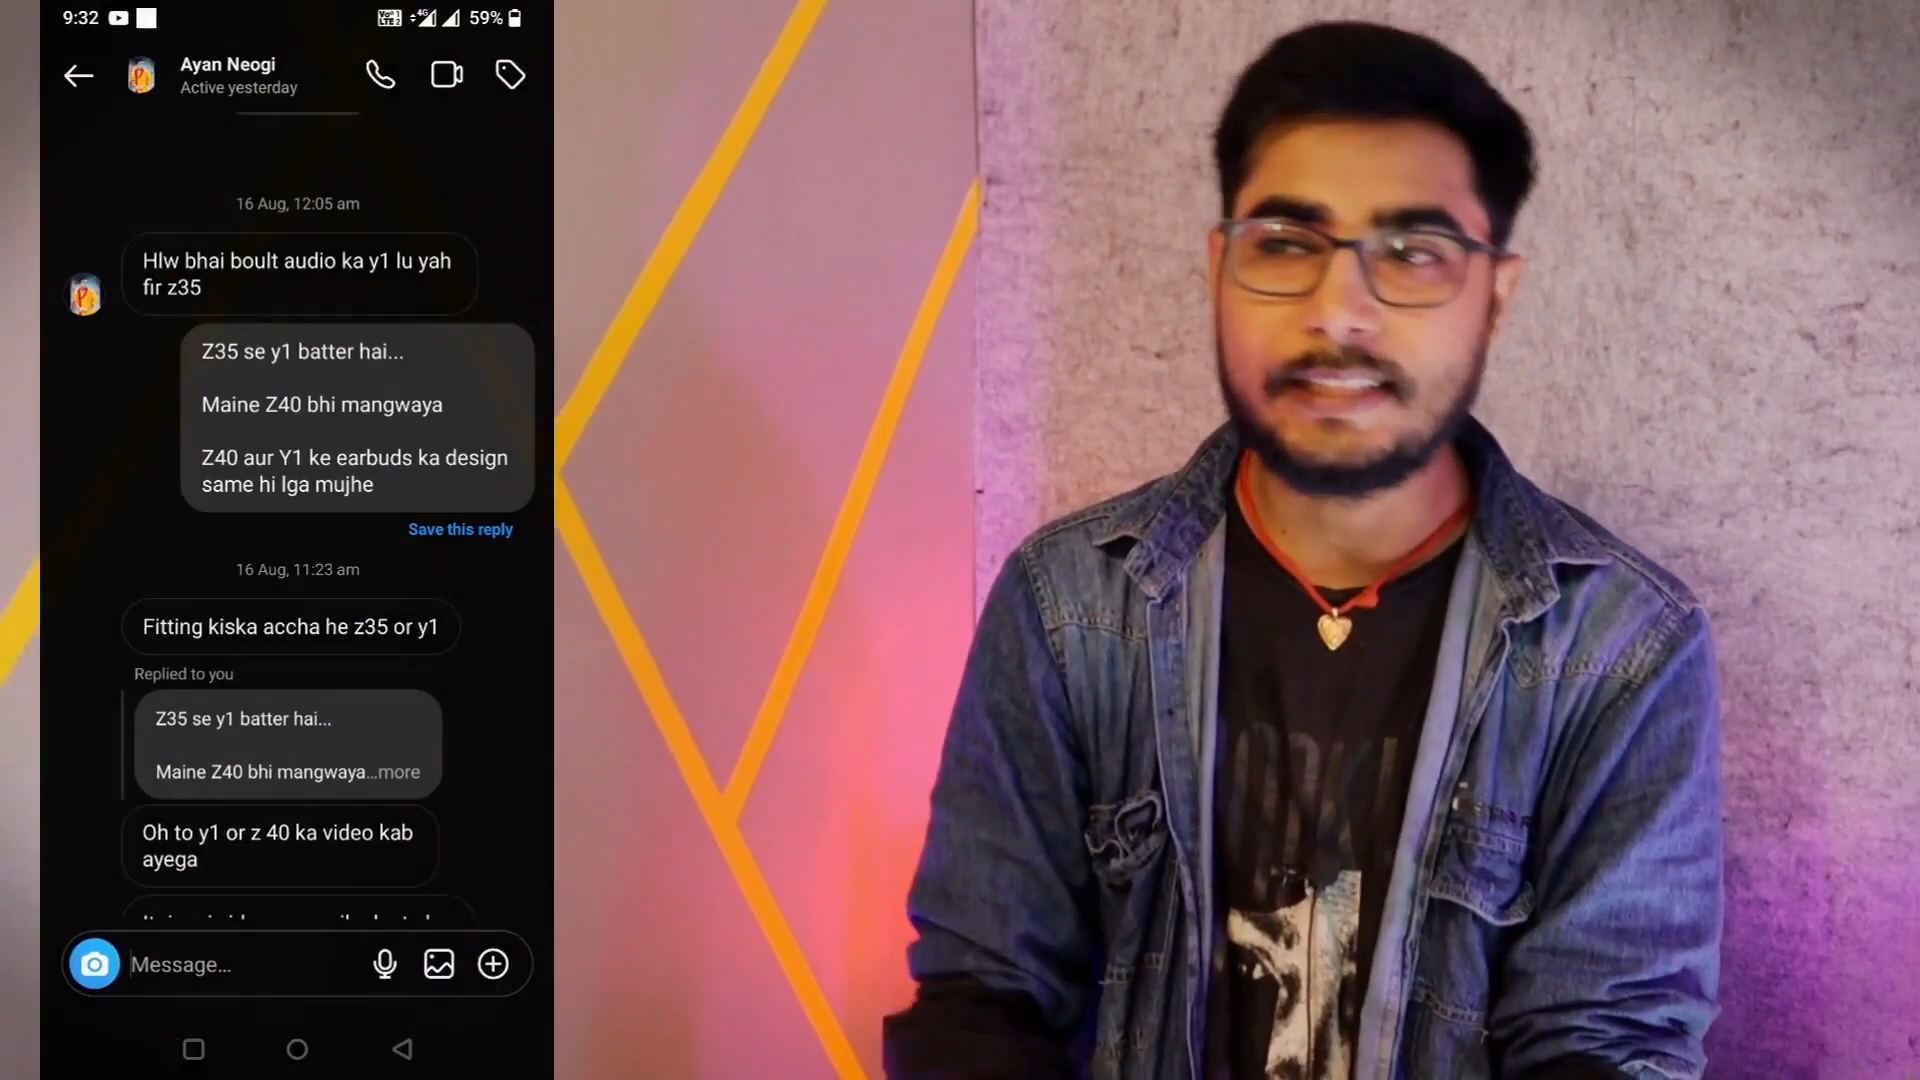 9:32
59%
Ayan Neogi
Active yesterday
16 Aug, 12:05 am
Hlw bhai boult audio ka y1 lu yah
fir z35
Z35 se y1 batter hai...
Maine Z40 bhi mangwaya
Z40 aur Y1 ke earbuds ka design
same hi lga mujhe
Save this reply
16 Aug, 11:23 am
Fitting kiska accha he z35 or y1
Replied to you
Z35 se y1 batter hai...
Maine Z40 bhi mangwaya...more
Oh to y1 or z 40 ka video kab
ayega
Message...